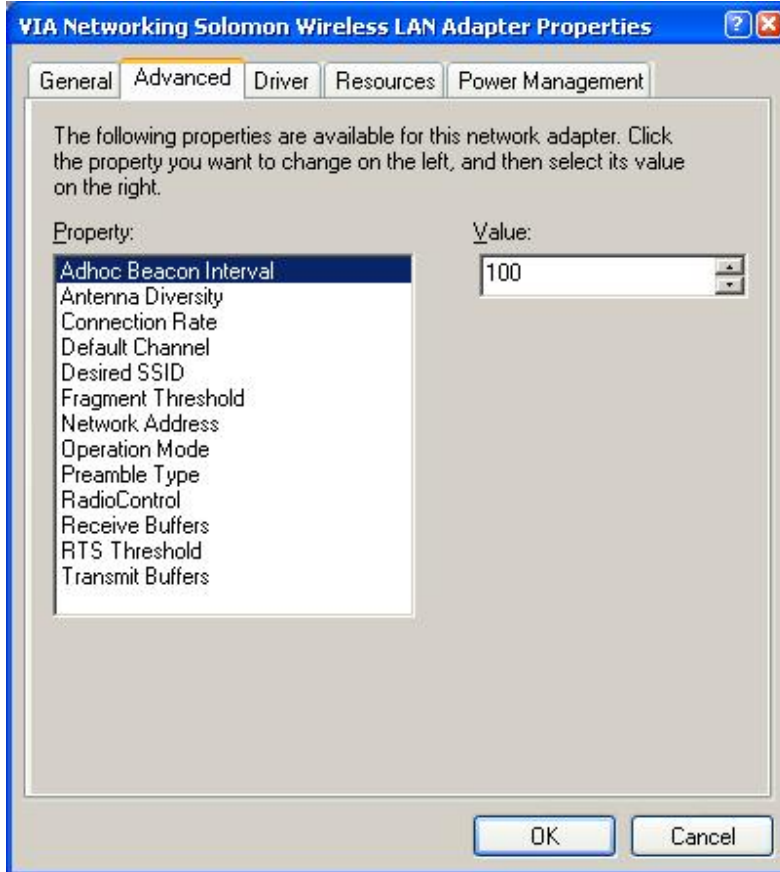 VIA Networking Solomon Wireless LAN Adapter Properties
General Advanced Driver Resources Power Management
The following properties are available for this network adapter. Click
the property you want to change on the left, and then select its value
on the right.
Property:
Adhoc Beacon Interval
Antenna Diversity
Connection Rate
Default Channel
Desired SSID
Fragment Threshold
Network Address
Operation Mode
Preamble Type
RadioControl
Receive Buffers
RTS Threshold
Transmit Buffers
Value:
100
OK Cancel